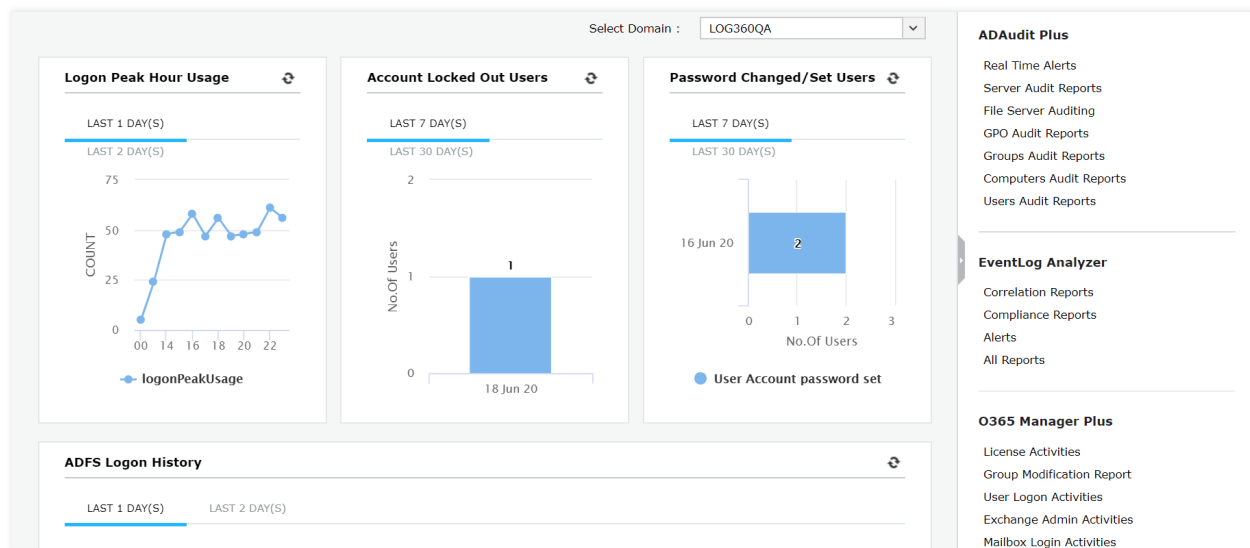 Select Domain : LOG360QA
Logon Peak Hour Usage
LAST 1 DAY(S)
LAST 2 DAY(S)
75
50
25
0
COUNT
00 14 16 18 20 22
logonPeakUsage
Account Locked Out Users
LAST 7 DAY(S)
LAST 30 DAY(S)
2
1
1
0
No.Of Users
18 Jun 20
Password Changed/Set Users
LAST 7 DAY(S)
LAST 30 DAY(S)
16 Jun 20
2
0 1 2 3
No.Of Users
User Account password set
ADFS Logon History
LAST 1 DAY(S) LAST 2 DAY(S)
ADAudit Plus
Real Time Alerts
Server Audit Reports
File Server Auditing
GPO Audit Reports
Groups Audit Reports
Computers Audit Reports
Users Audit Reports
EventLog Analyzer
Correlation Reports
Compliance Reports
Alerts
All Reports
O365 Manager Plus
License Activities
Group Modification Report
User Logon Activities
Exchange Admin Activities
Mailbox Login Activities